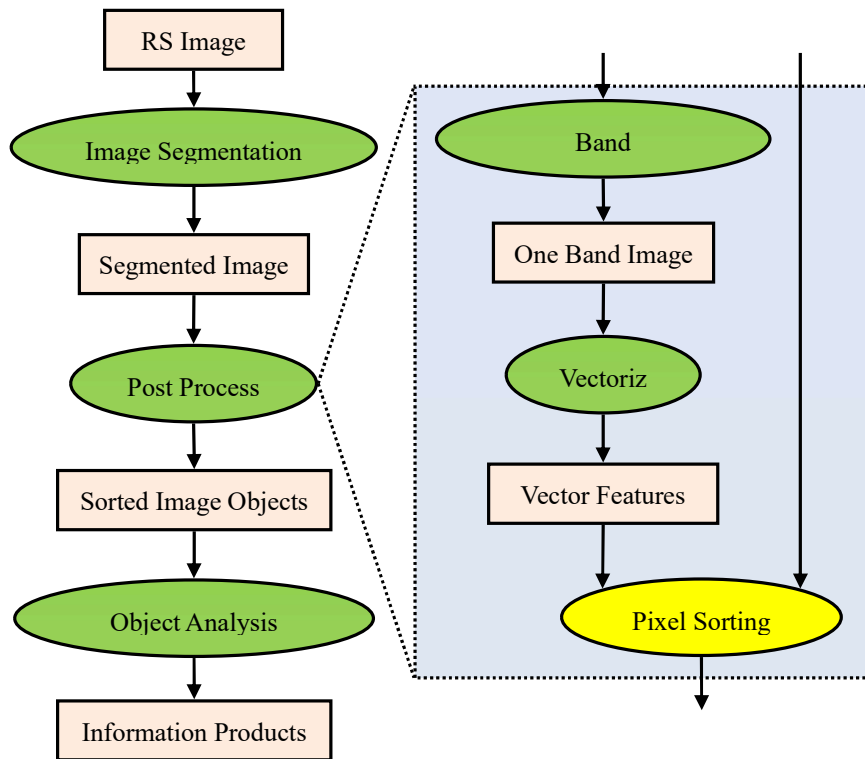 RS Image
Image Segmentation
Segmented Image
Post Process
Sorted Image Objects
Object Analysis
Information Products
Band
One Band Image
Vectoriz
Vector Features
Pixel Sorting